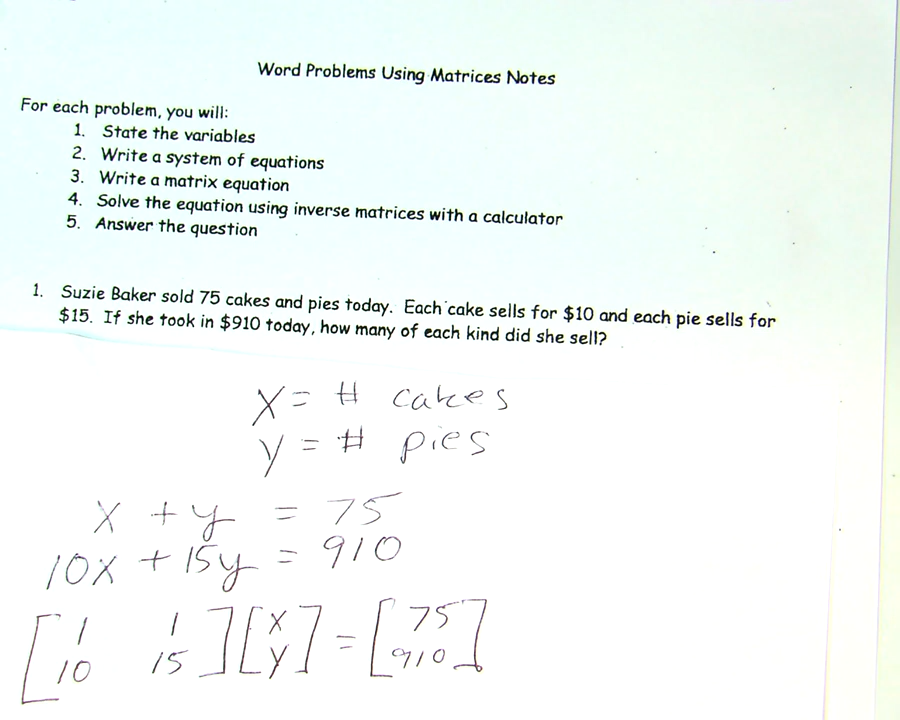 Word Problems Using Matrices Notes
For each problem, you will:
1. State the variables
2. Write a system of equations
3. Write a matrix equation
4. Solve the equation using inverse matrices with a calculator
5. Answer the question
1. Suzie Baker sold 75 cakes and pies today. Each cake sells for $10 and each pie sells for
$15. If she took in $910 today, how many of each kind did she sell?
X = # cakes
y = # pies
x + y = 75
10x + 15y = 910
[1 1] [x] = [75]
[10 15] [y] [910]